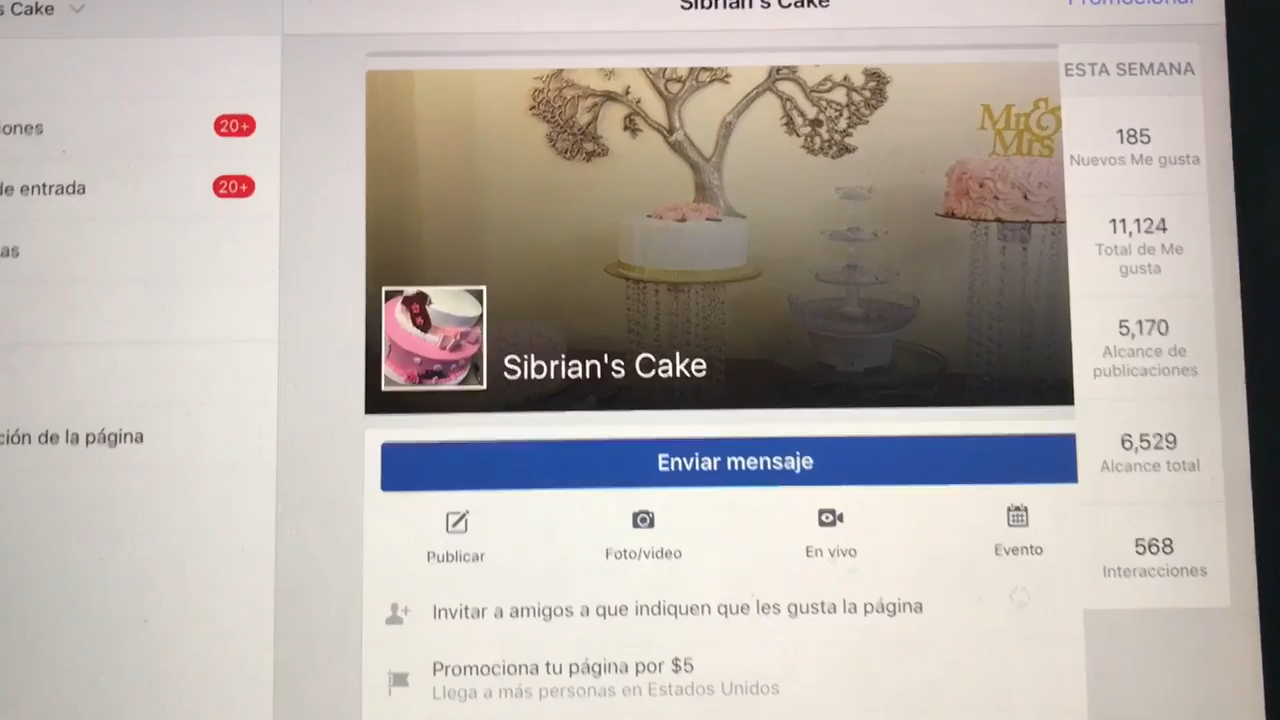 s Cake
Sibrian's Cake
Promocionar
iones
20+
de entrada
20+
as
ción de la página
Mr & Mrs
Sibrian's Cake
ESTA SEMANA
185
Nuevos Me gusta
11,124
Total de Me
gusta
5,170
Alcance de
publicaciones
6,529
Alcance total
568
Interacciones
Enviar mensaje
Publicar
Foto/video
En vivo
Evento
Invitar a amigos a que indiquen que les gusta la página
Promociona tu página por $5
Llega a más personas en Estados Unidos